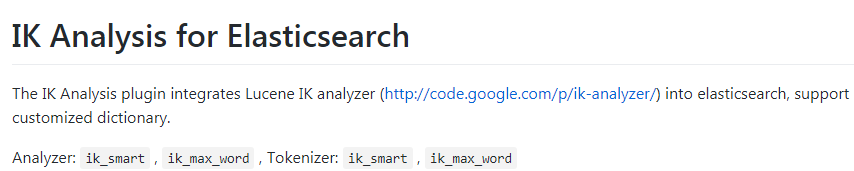 IK Analysis for Elasticsearch
The IK Analysis plugin integrates Lucene IK analyzer (http://code.google.com/p/ik-analyzer/) into elasticsearch, support
customized dictionary.
Analyzer: ik_smart , ik_max_word , Tokenizer: ik_smart , ik_max_word